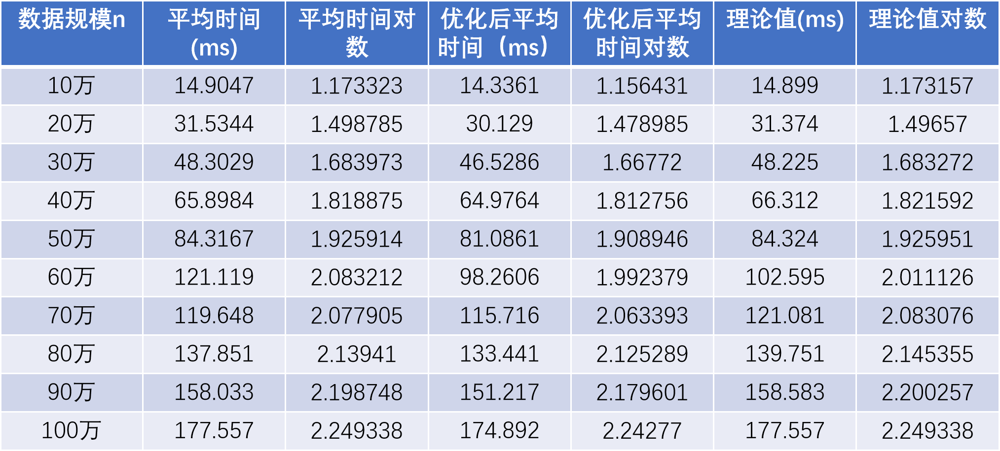 数据规模n 平均时间(ms) 平均时间对数 优化后平均时间（ms） 优化后平均时间对数 理论值(ms) 理论值对数
10万 14.9047 1.173323 14.3361 1.156431 14.899 1.173157
20万 31.5344 1.498785 30.129 1.478985 31.374 1.49657
30万 48.3029 1.683973 46.5286 1.66772 48.225 1.683272
40万 65.8984 1.818875 64.9764 1.812756 66.312 1.821592
50万 84.3167 1.925914 81.0861 1.908946 84.324 1.925951
60万 121.119 2.083212 98.2606 1.992379 102.595 2.011126
70万 119.648 2.077905 115.716 2.063393 121.081 2.083076
80万 137.851 2.13941 133.441 2.125289 139.751 2.145355
90万 158.033 2.198748 151.217 2.179601 158.583 2.200257
100万 177.557 2.249338 174.892 2.24277 177.557 2.249338